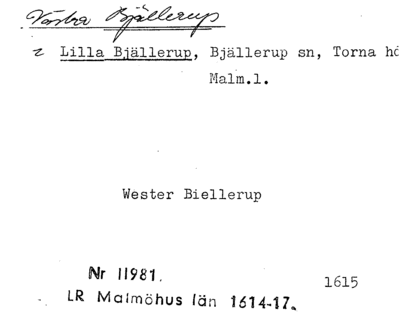 Västra Bjällerup
z Lilla Bjällerup, Bjällerup sn, Torna hd
Malm.l.
Wester Biellerup
Nr 11981.
1615
LR Malmöhus län 1614-17.